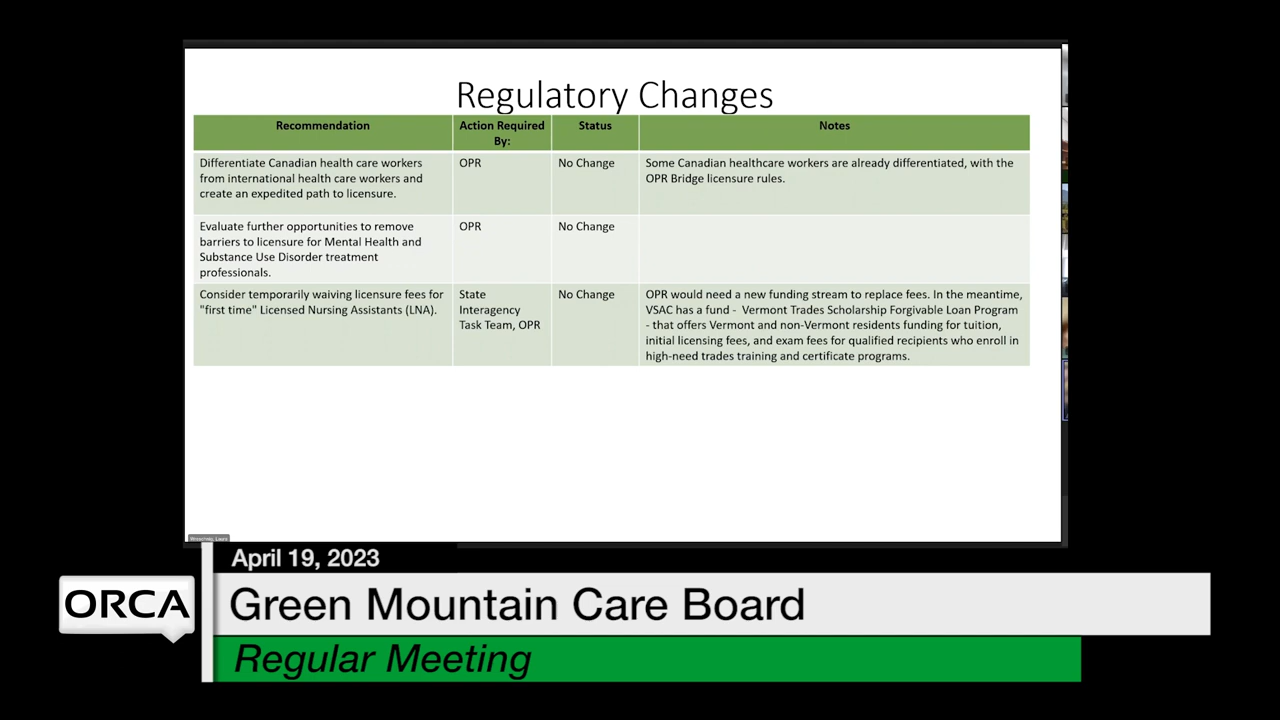 Regulatory Changes
Recommendation
Action Required
By:
Status
Notes
Differentiate Canadian health care workers
from international health care workers and
create an expedited path to licensure.
OPR
No Change
Some Canadian healthcare workers are already differentiated, with the
OPR Bridge licensure rules.
Evaluate further opportunities to remove
barriers to licensure for Mental Health and
Substance Use Disorder treatment
professionals.
OPR
No Change
Consider temporarily waiving licensure fees for
"first time" Licensed Nursing Assistants (LNA).
State
Interagency
Task Team, OPR
No Change
OPR would need a new funding stream to replace fees. In the meantime,
VSAC has a fund - Vermont Trades Scholarship Forgivable Loan Program
- that offers Vermont and non-Vermont residents funding for tuition,
initial licensing fees, and exam fees for qualified recipients who enroll in
high-need trades training and certificate programs.
April 19, 2023
ORCA
Green Mountain Care Board
Regular Meeting